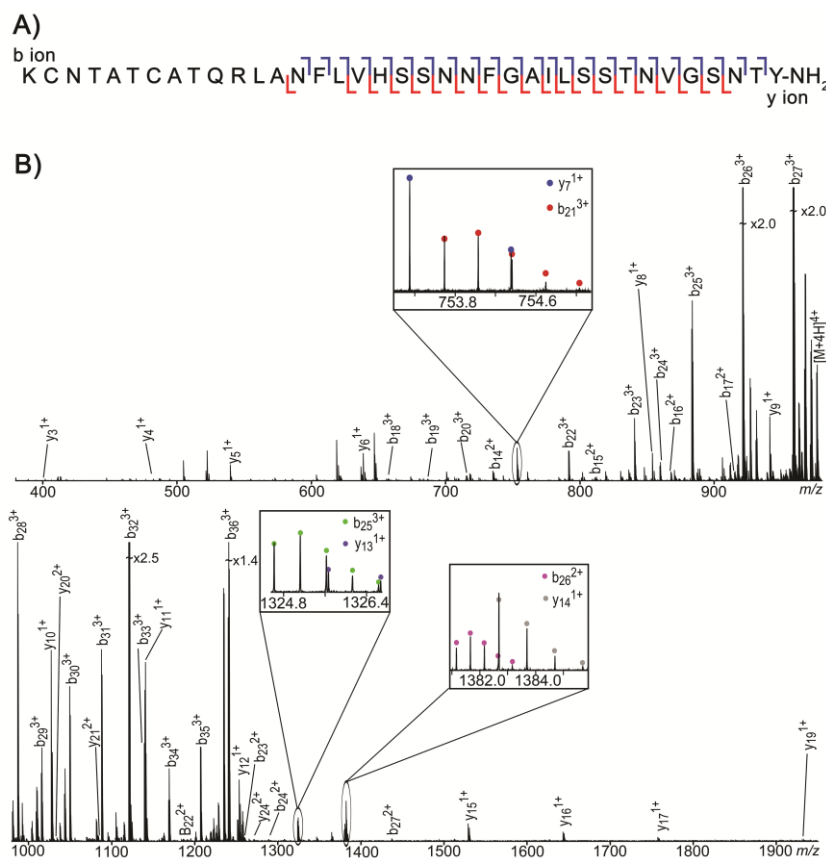 A)
b ion
K C N T A T C A T Q R L A N F L V H S S N N F G A I L S S T N V G S N T Y-NH2
y ion
B)
y7 1+
b21 3+
753.8 754.6
b26 3+
~ x2.0
b27 3+
~ x2.0
y3 1+
y4 1+
y5 1+
y6 1+
b18 3+
b19 3+
b20 3+
b14 2+
b22 3+
b15 2+
b23 3+
y8 1+
b24 3+
b16 2+
b25 3+
b17 2+
y9 1+
[M+4H]4+
400 500 600 700 800 900 m/z
b28 3+
b29 3+
y10 1+
y20 2+
b30 3+
y21 2+
b31 3+
b32 3+
~x2.5
b33 3+
y11 1+
b34 3+
B22 2+
b35 3+
b36 3+
~x1.4
y12 1+
b23 2+
y24 2+
b24 2+
b25 3+
y13 1+
1324.8 1326.4
b26 2+
y14 1+
1382.0 1384.0
b27 2+
y15 1+
y16 1+
y17 1+
y19 1+
1000 1100 1200 1300 1400 1500 1600 1700 1800 1900 m/z